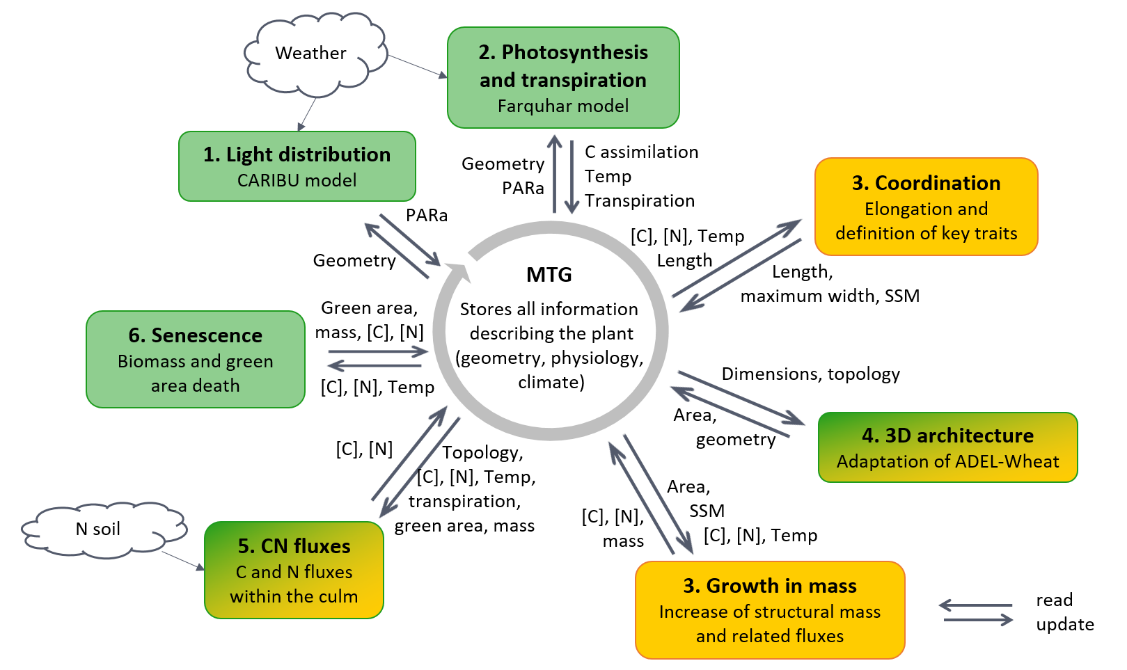 Weather
2. Photosynthesis
and transpiration
Farquhar model
1. Light distribution
CARIBU model
Geometry
PARa
C assimilation
Temp
Transpiration
3. Coordination
Elongation and
definition of key traits
PARa
Geometry
[C], [N], Temp
Length
Length,
maximum width, SSM
MTG
Stores all information
describing the plant
(geometry, physiology,
climate)
6. Senescence
Biomass and green
area death
Green area,
mass, [C], [N]
[C], [N], Temp
Dimensions, topology
Area,
geometry
4. 3D architecture
Adaptation of ADEL-Wheat
[C], [N]
Topology,
[C], [N], Temp,
transpiration,
green area, mass
N soil
5. CN fluxes
C and N fluxes
within the culm
[C], [N],
mass
Area,
SSM
[C], [N], Temp
3. Growth in mass
Increase of structural mass
and related fluxes
read
update